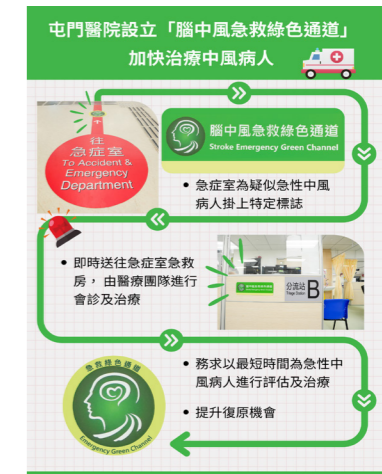 屯門醫院設立「腦中風急救綠色通道」
加快治療中風病人
往
急症室
To Accident &
Emergency
Department
腦中風急救綠色通道
Stroke Emergency Green Channel
• 急症室為疑似急性中風
病人掛上特定標誌
• 即時送往急症室急救
房，由醫療團隊進行
會診及治療
分流站
Triage Station
B
急救綠色通道
Emergency Green Channel
• 務求以最短時間為急性中
風病人進行評估及治療
• 提升復原機會